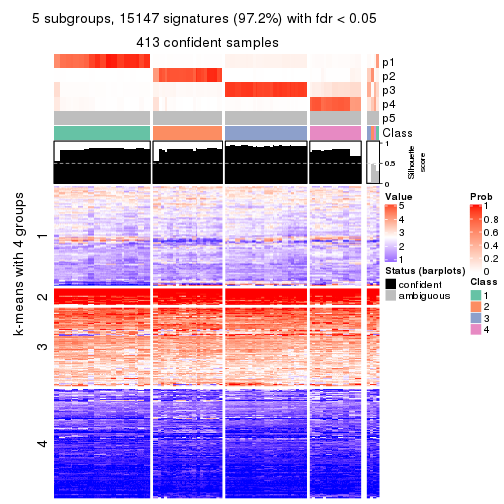 5 subgroups, 15147 signatures (97.2%) with fdr < 0.05
413 confident samples
p1
p2
p3
p4
p5
Class
1
0.5
0
Silhouette
score
k-means with 4 groups
1
2
3
4
Value
5
4
3
2
1
Status (barplots)
confident
ambiguous
Prob
1
0.8
0.6
0.4
0.2
0
Class
1
2
3
4